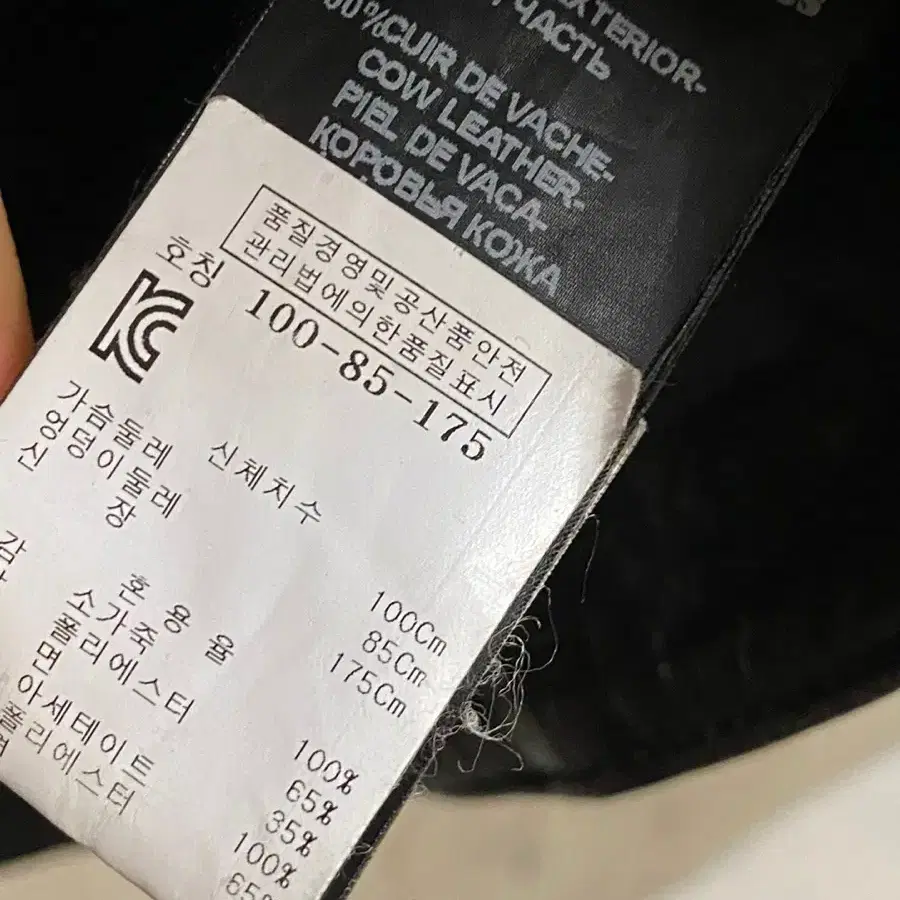 EXTERIOR-
ЧАСТЬ
00%CUIR DE VACHE-
COW LEATHER-
PIEL DE VACA-
КОРОВЬЯ КОЖА
품질경영및공산품안전
관리법에의한품질표시
호칭 100-85-175
신체치수
가슴둘레 100Cm
엉덩이둘레 85Cm
신장 175Cm
혼용율
감
소가죽 100%
폴리에스터 65%
면 35%
아세테이트 100%
폴리에스터 65%